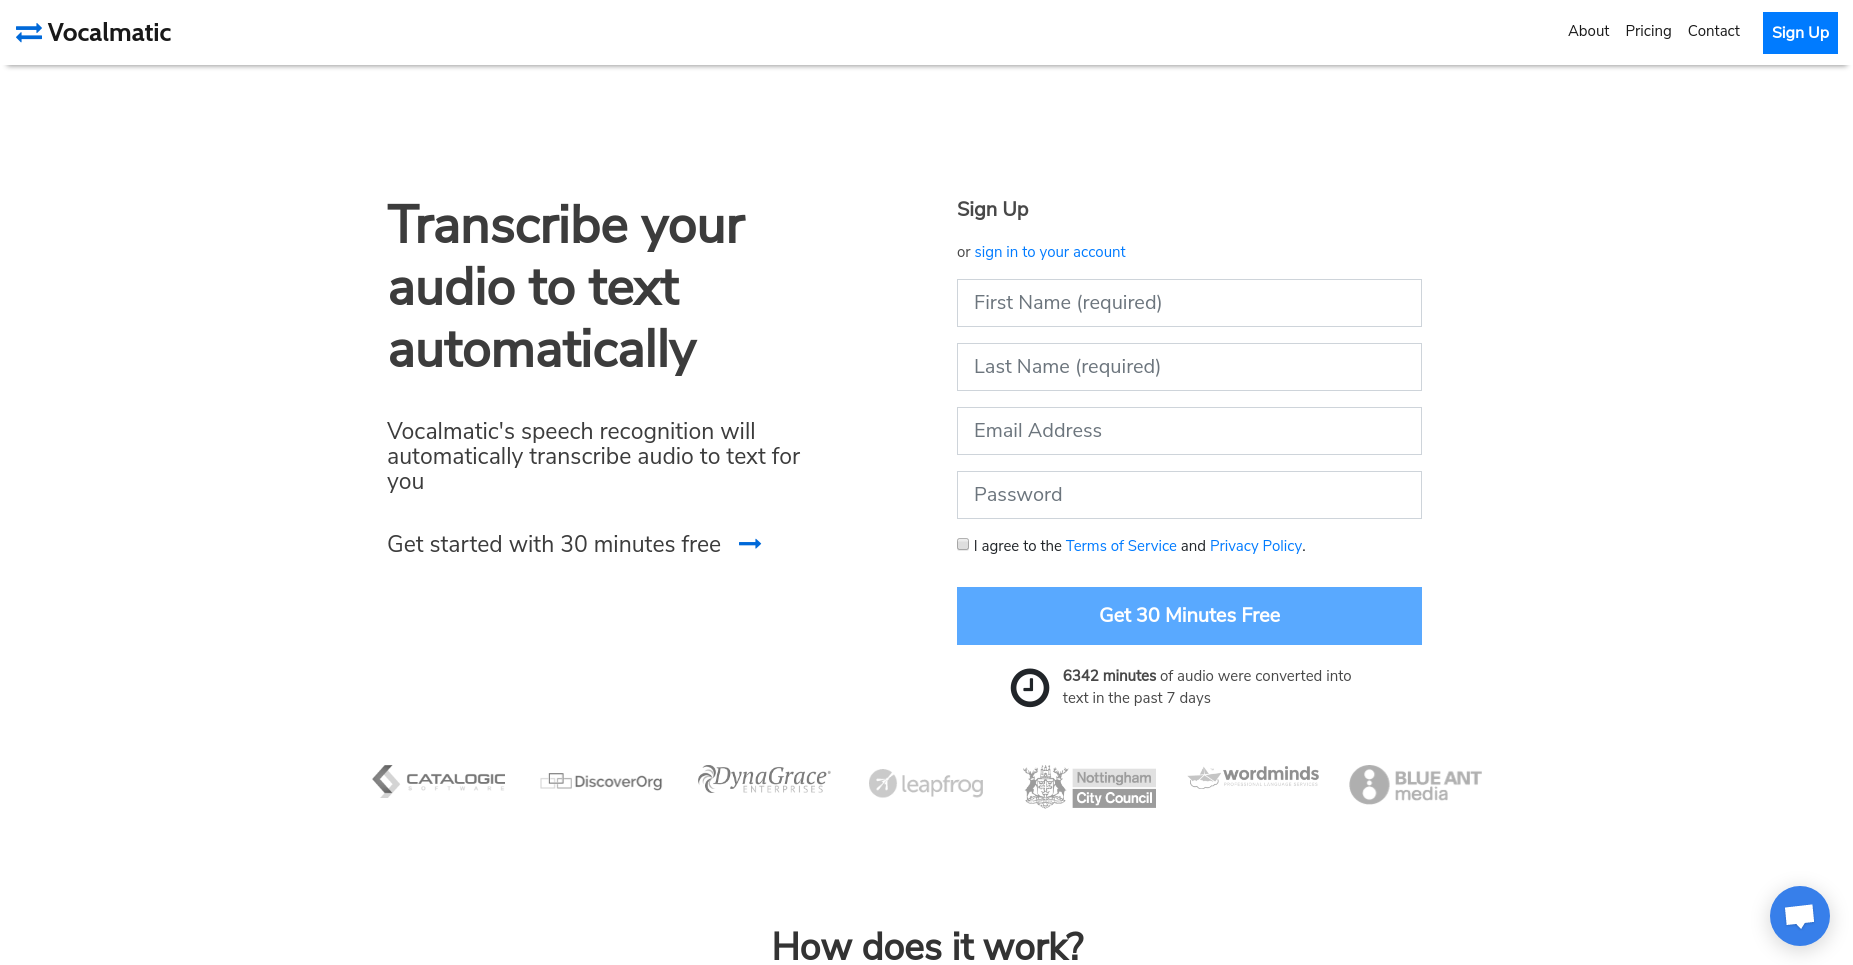 Vocalmatic
About Pricing Contact Sign Up
Transcribe your
audio to text
automatically
Vocalmatic's speech recognition will
automatically transcribe audio to text for
you
Get started with 30 minutes free
Sign Up
or sign in to your account
First Name (required)
Last Name (required)
Email Address
Password
I agree to the Terms of Service and Privacy Policy.
Get 30 Minutes Free
6342 minutes of audio were converted into
text in the past 7 days
CATALOGIC
SOFTWARE
DiscoverOrg
DynaGrace
ENTERPRISES
leapfrog
Nottingham
City Council
wordminds
PROFESSIONAL LANGUAGE SERVICES
BLUE ANT
media
How does it work?